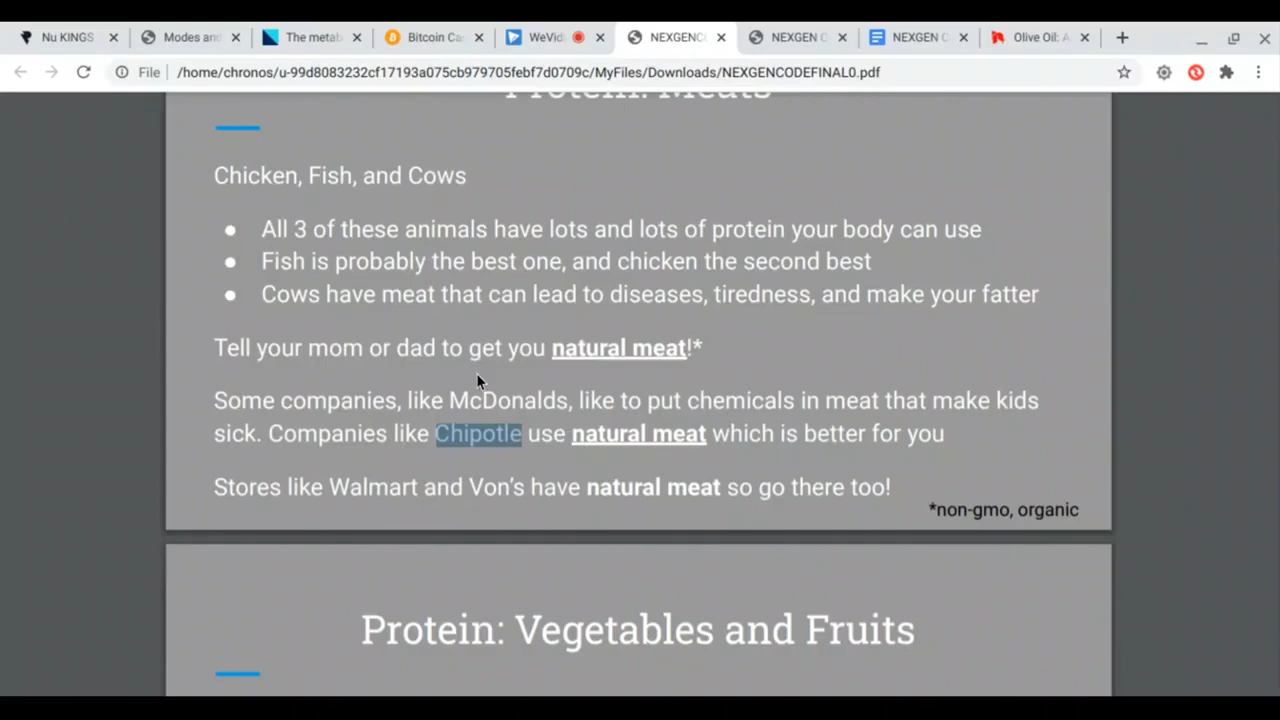 Nu KINGS
Modes and
The metab
Bitcoin Ca
WeVid
NEXGENC
NEXGEN C
NEXGEN C
Olive Oil: A
File /home/chronos/u-99d8083232cf17193a075cb979705febf7d0709c/MyFiles/Downloads/NEXGENCODEFINAL0.pdf
Protein: Meats
Chicken, Fish, and Cows
● All 3 of these animals have lots and lots of protein your body can use
● Fish is probably the best one, and chicken the second best
● Cows have meat that can lead to diseases, tiredness, and make your fatter
Tell your mom or dad to get you natural meat!*
Some companies, like McDonalds, like to put chemicals in meat that make kids
sick. Companies like Chipotle use natural meat which is better for you
Stores like Walmart and Von's have natural meat so go there too!
*non-gmo, organic
Protein: Vegetables and Fruits